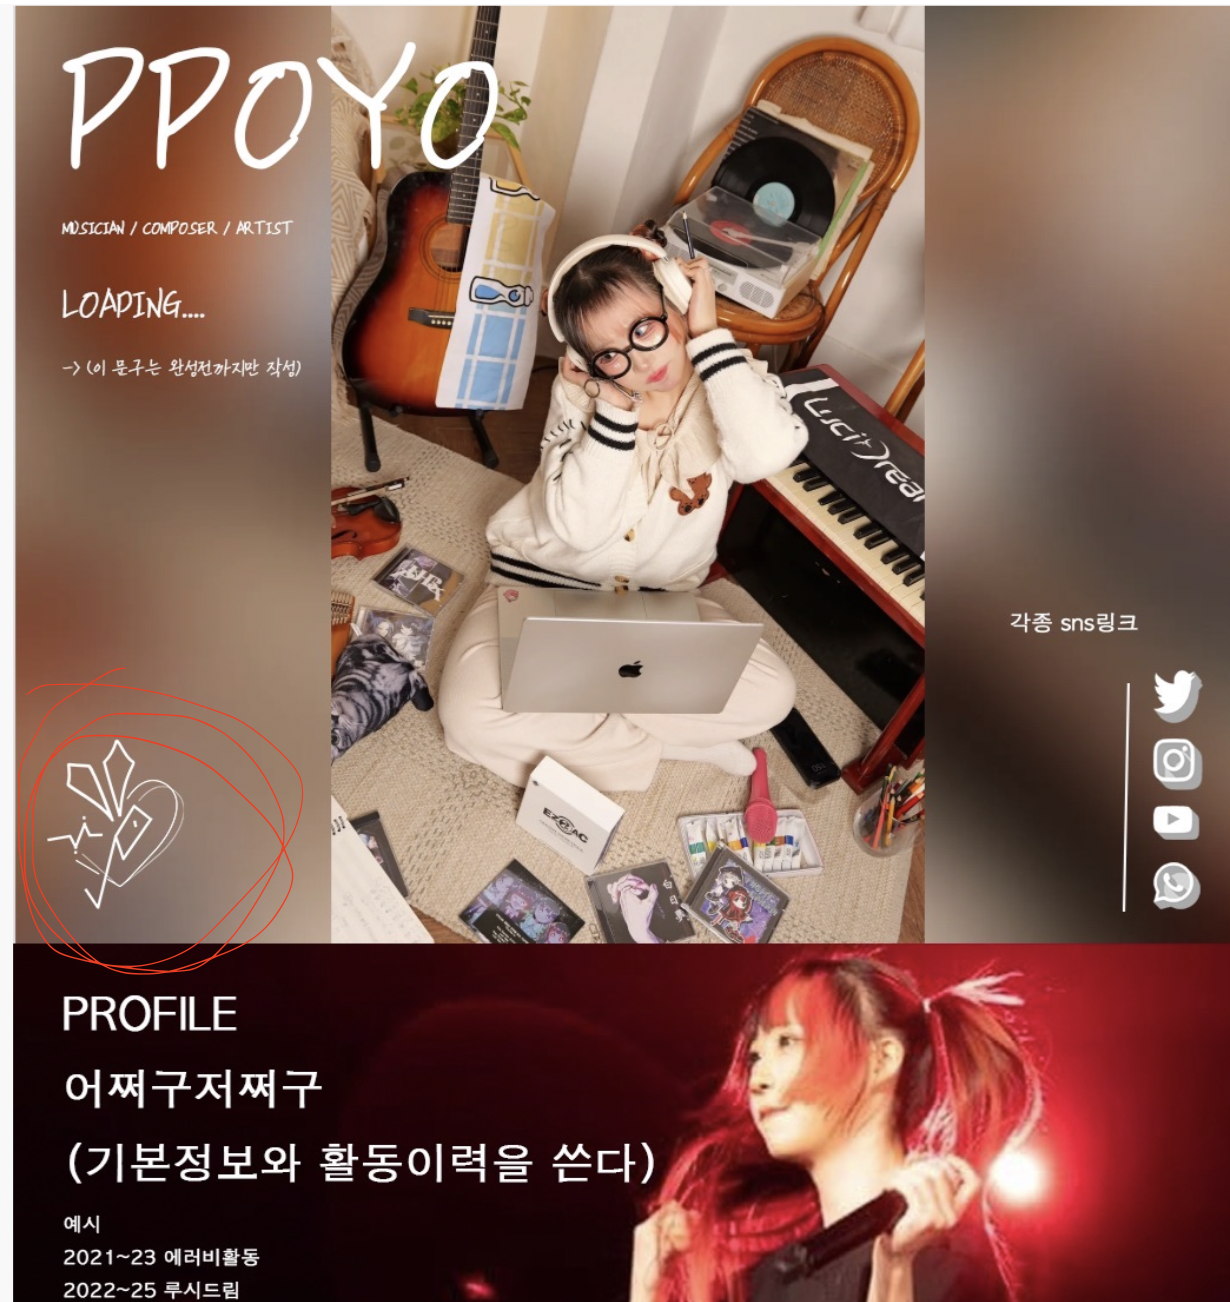 PPOYO
MUSICIAN / COMPOSER / ARTIST
LOADING....
-> (이 문구는 완성전까지만 작성)
각종 sns링크
EZDAC
PROFILE
어쩌구저쩌구
(기본정보와 활동이력을 쓴다)
예시
2021~23 에러비활동
2022~25 루시드림